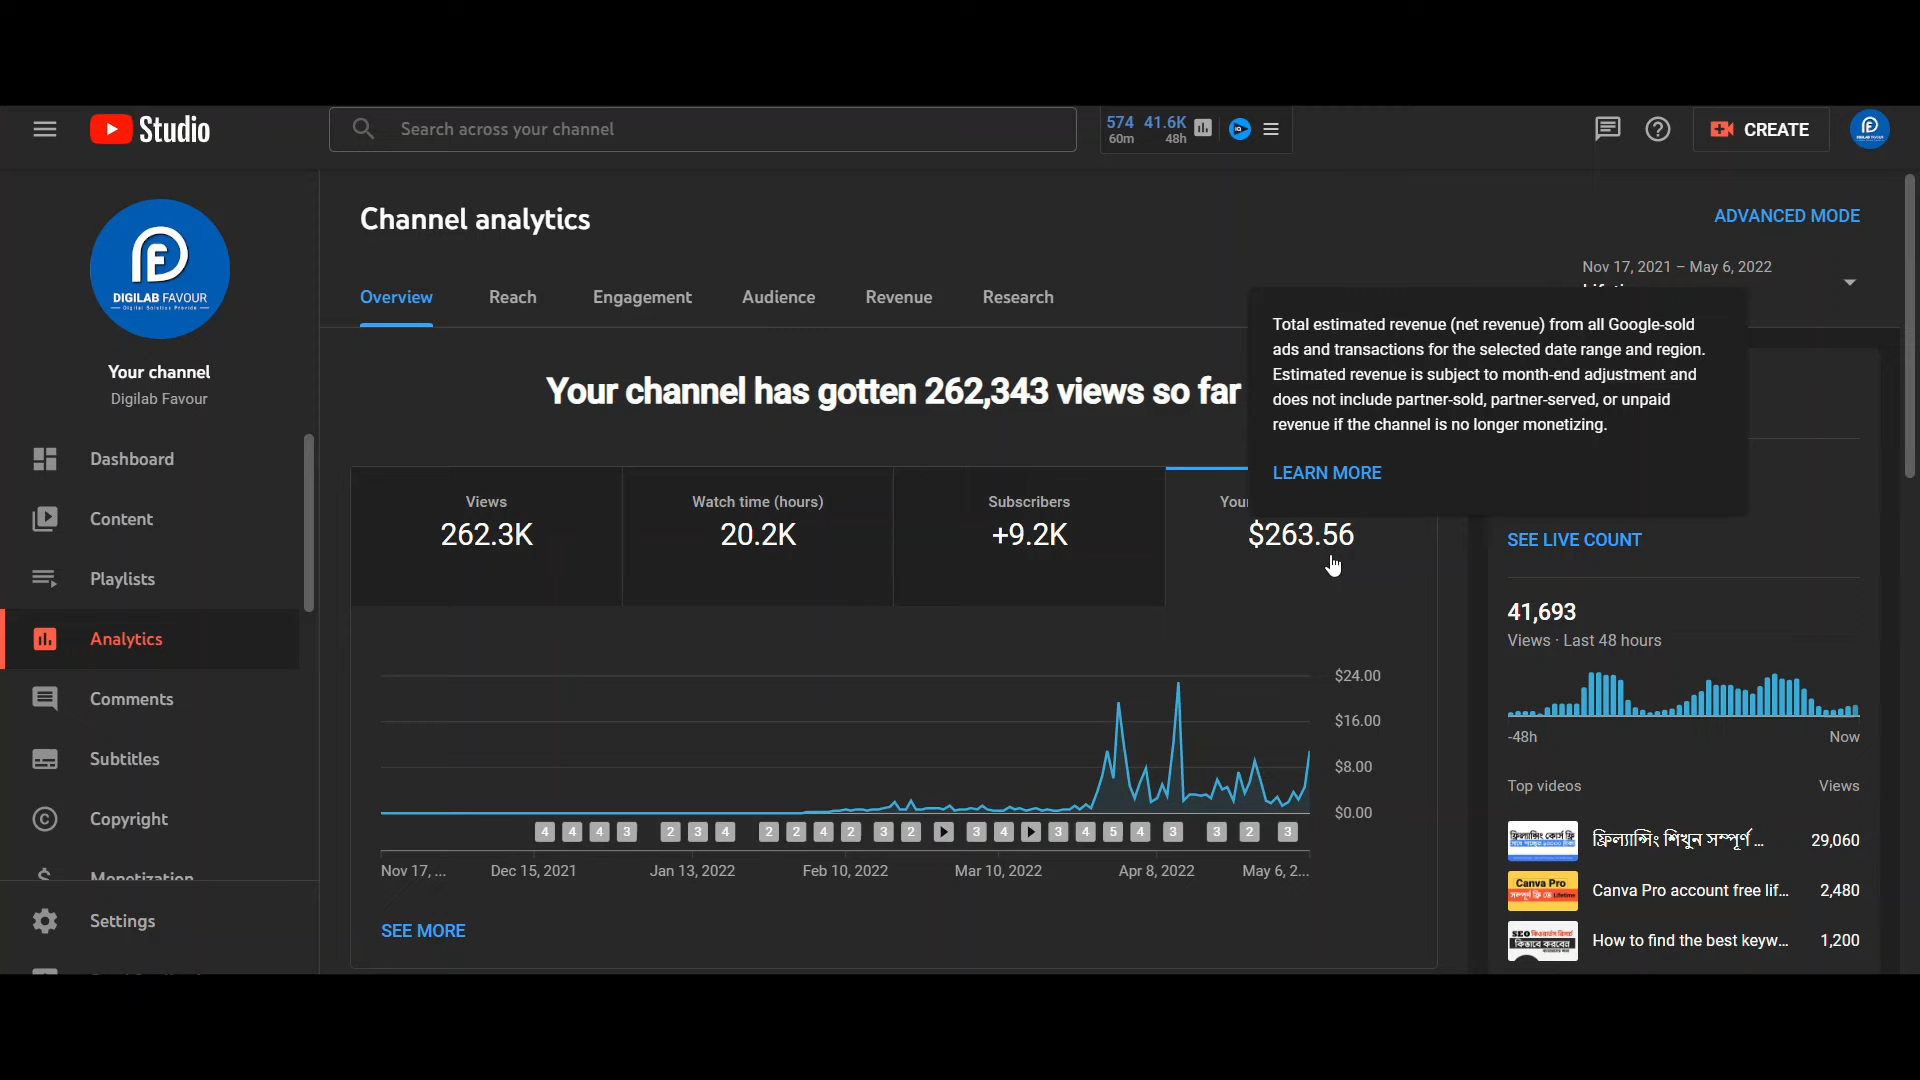 Studio
Search across your channel
574 41.6K
60m 48h
CREATE
DIGILAB FAVOUR
Your channel
Digilab Favour
Dashboard
Content
Playlists
Analytics
Comments
Subtitles
Copyright
Monetization
Settings
Channel analytics
ADVANCED MODE
Nov 17, 2021 – May 6, 2022
Overview Reach Engagement Audience Revenue Research
Total estimated revenue (net revenue) from all Google-sold
ads and transactions for the selected date range and region.
Estimated revenue is subject to month-end adjustment and
does not include partner-sold, partner-served, or unpaid
revenue if the channel is no longer monetizing.
LEARN MORE
Your channel has gotten 262,343 views so far
Views
262.3K
Watch time (hours)
20.2K
Subscribers
+9.2K
You
$263.56
$24.00
$16.00
$8.00
$0.00
4 4 4 3 2 3 4 2 2 4 2 3 2 3 4 3 4 5 4 3 3 2 3
Nov 17, ... Dec 15, 2021 Jan 13, 2022 Feb 10, 2022 Mar 10, 2022 Apr 8, 2022 May 6, 2...
SEE MORE
SEE LIVE COUNT
41,693
Views · Last 48 hours
-48h Now
Top videos Views
ফ্রিল্যান্সিং শিখুন সম্পূর্ণ ... 29,060
Canva Pro
Canva Pro account free lif... 2,480
How to find the best keyw... 1,200